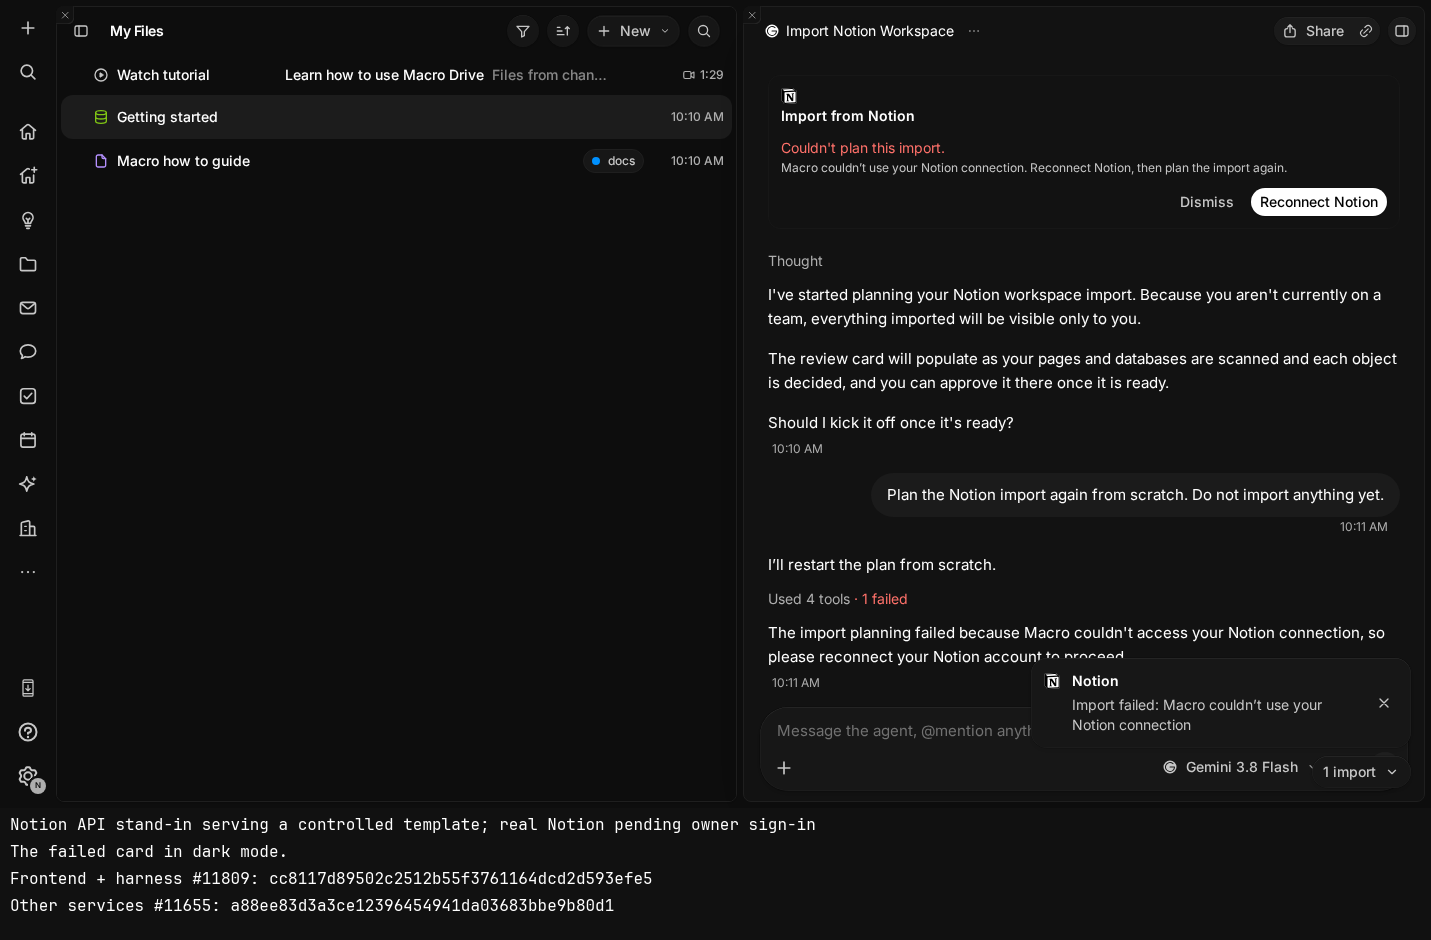 My Files
New
Watch tutorial
Learn how to use Macro Drive Files from chan...
1:29
Getting started
10:10 AM
Macro how to guide
docs
10:10 AM
N
Import Notion Workspace
Share
Import from Notion
Couldn't plan this import.
Macro couldn't use your Notion connection. Reconnect Notion, then plan the import again.
Dismiss
Reconnect Notion
Thought
I've started planning your Notion workspace import. Because you aren't currently on a
team, everything imported will be visible only to you.
The review card will populate as your pages and databases are scanned and each object
is decided, and you can approve it there once it is ready.
Should I kick it off once it's ready?
10:10 AM
Plan the Notion import again from scratch. Do not import anything yet.
10:11 AM
I’ll restart the plan from scratch.
Used 4 tools · 1 failed
The import planning failed because Macro couldn't access your Notion connection, so
please reconnect your Notion account to proceed.
10:11 AM
Notion
Import failed: Macro couldn’t use your
Notion connection
Message the agent, @mention anyth
Gemini 3.8 Flash
1 import
Notion API stand-in serving a controlled template; real Notion pending owner sign-in
The failed card in dark mode.
Frontend + harness #11809: cc8117d89502c2512b55f3761164dcd2d593efe5
Other services #11655: a88ee83d3a3ce12396454941da03683bbe9b80d1